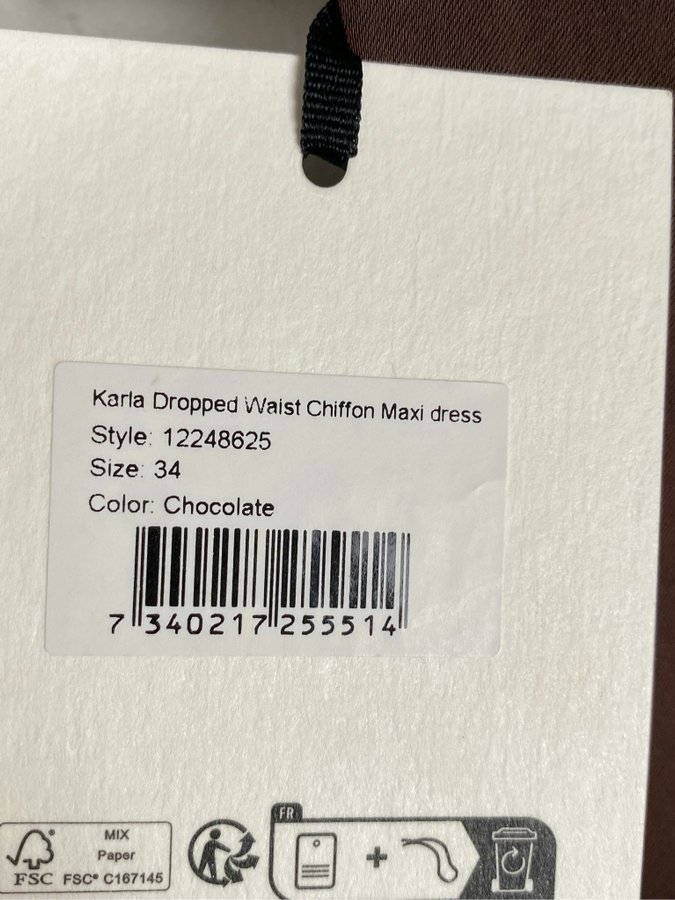 Karla Dropped Waist Chiffon Maxi dress
Style: 12248625
Size: 34
Color: Chocolate
7 340217 255514
FR
MIX
Paper
FSC® C167145
FSC